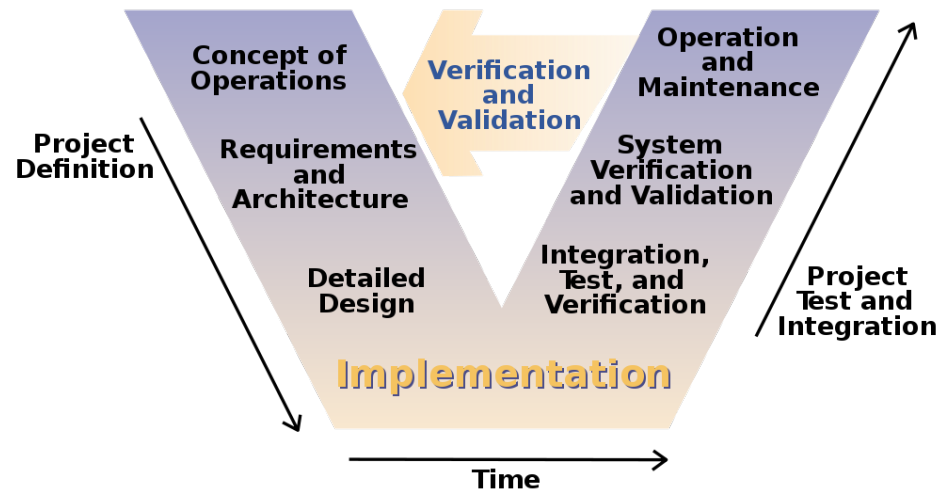 Concept of
Operations
Verification
and
Validation
Operation
and
Maintenance
Project
Definition
Requirements
and
Architecture
System
Verification
and Validation
Detailed
Design
Integration,
Test, and
Verification
Project
Test and
Integration
Implementation
Time